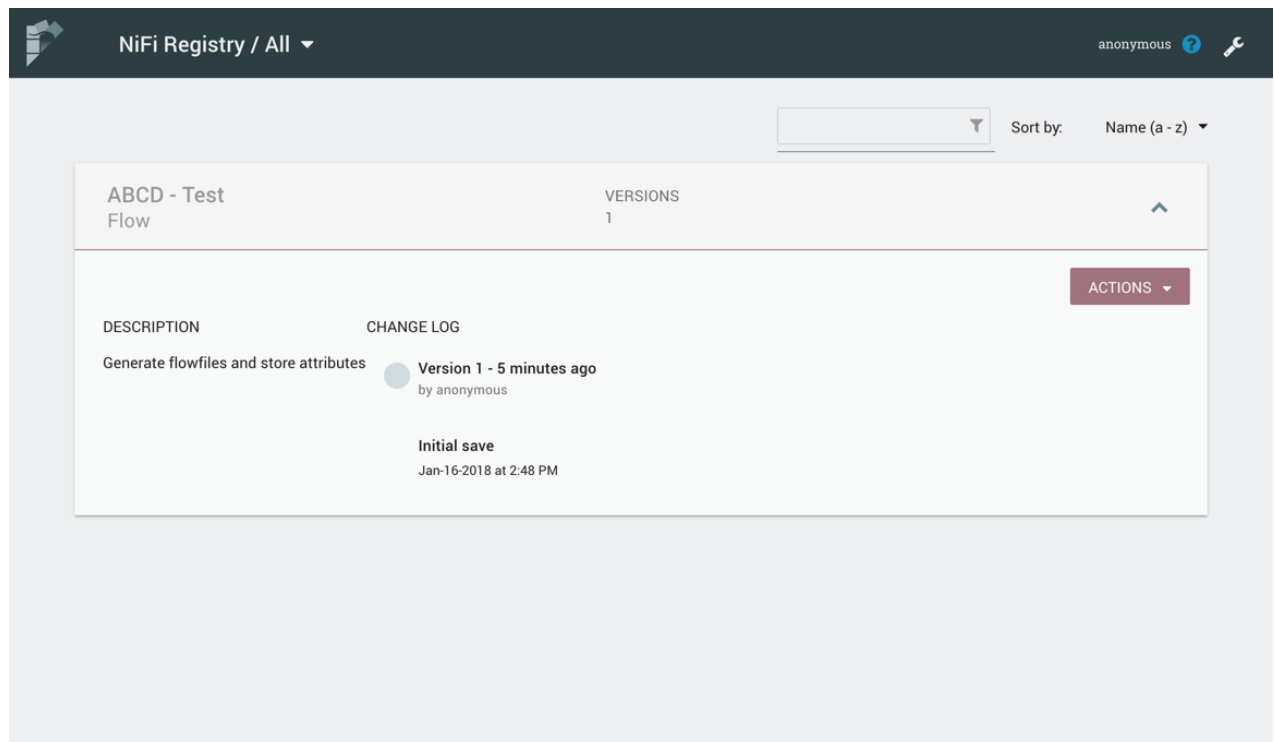 NiFi Registry / All
anonymous
Sort by:
Name (a - z)
ABCD - Test
Flow
VERSIONS
1
ACTIONS
DESCRIPTION
Generate flowfiles and store attributes
CHANGE LOG
Version 1 - 5 minutes ago
by anonymous
Initial save
Jan-16-2018 at 2:48 PM